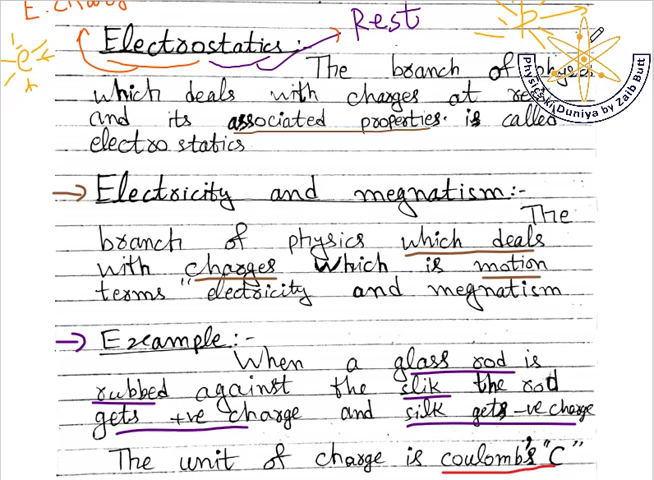 E. Charge
Rest
Electrostatics:-
e
The branch of physics
which deals with charges at rest
and its associated properties. is called
electrostatics
Physics ki Duniya by Zaib Butt
→ Electricity and megnatism:-
The
branch of physics which deals
with charges which is motion
terms "electricity and megnatism
→ Example:-
When a glass rod is
rubbed against the slik the rod
gets +ve charge and silk gets -ve charge
The unit of charge is coulomb's "C"